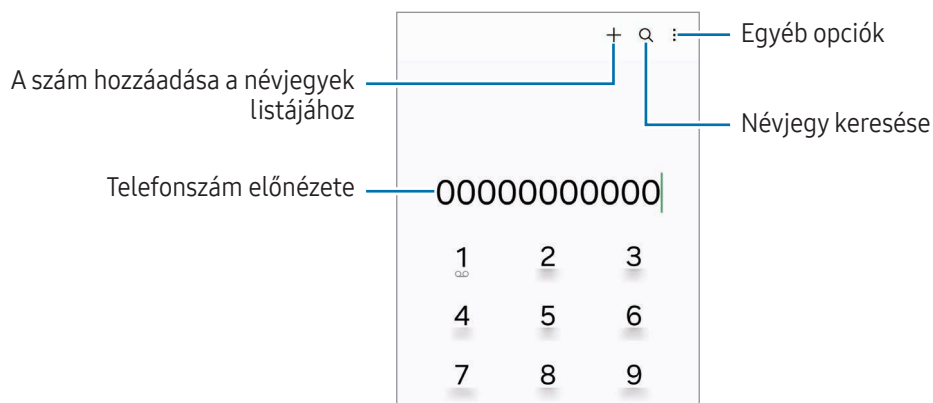 Egyéb opciók
A szám hozzáadása a névjegyek
listájához
Névjegy keresése
Telefonszám előnézete
00000000000
1 2 3
4 5 6
7 8 9